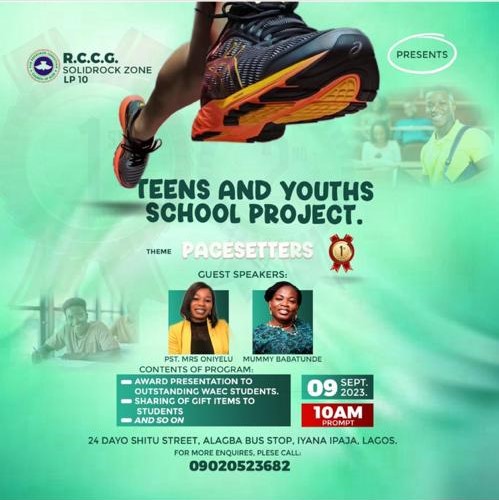 R.C.C.G.
SOLIDROCK ZONE
LP 10
PRESENTS
TEENS AND YOUTHS
SCHOOL PROJECT.
THEME PACESETTERS
GUEST SPEAKERS:
PST. MRS ONIYELU
MUMMY BABATUNDE
CONTENTS OF PROGRAM:
AWARD PRESENTATION TO
OUTSTANDING WAEC STUDENTS.
SHARING OF GIFT ITEMS TO
STUDENTS
AND SO ON
09 SEPT.
2023.
10AM
PROMPT
24 DAYO SHITU STREET, ALAGBA BUS STOP, IYANA IPAJA, LAGOS.
FOR MORE ENQUIRES, PLESE CALL:
09020523682